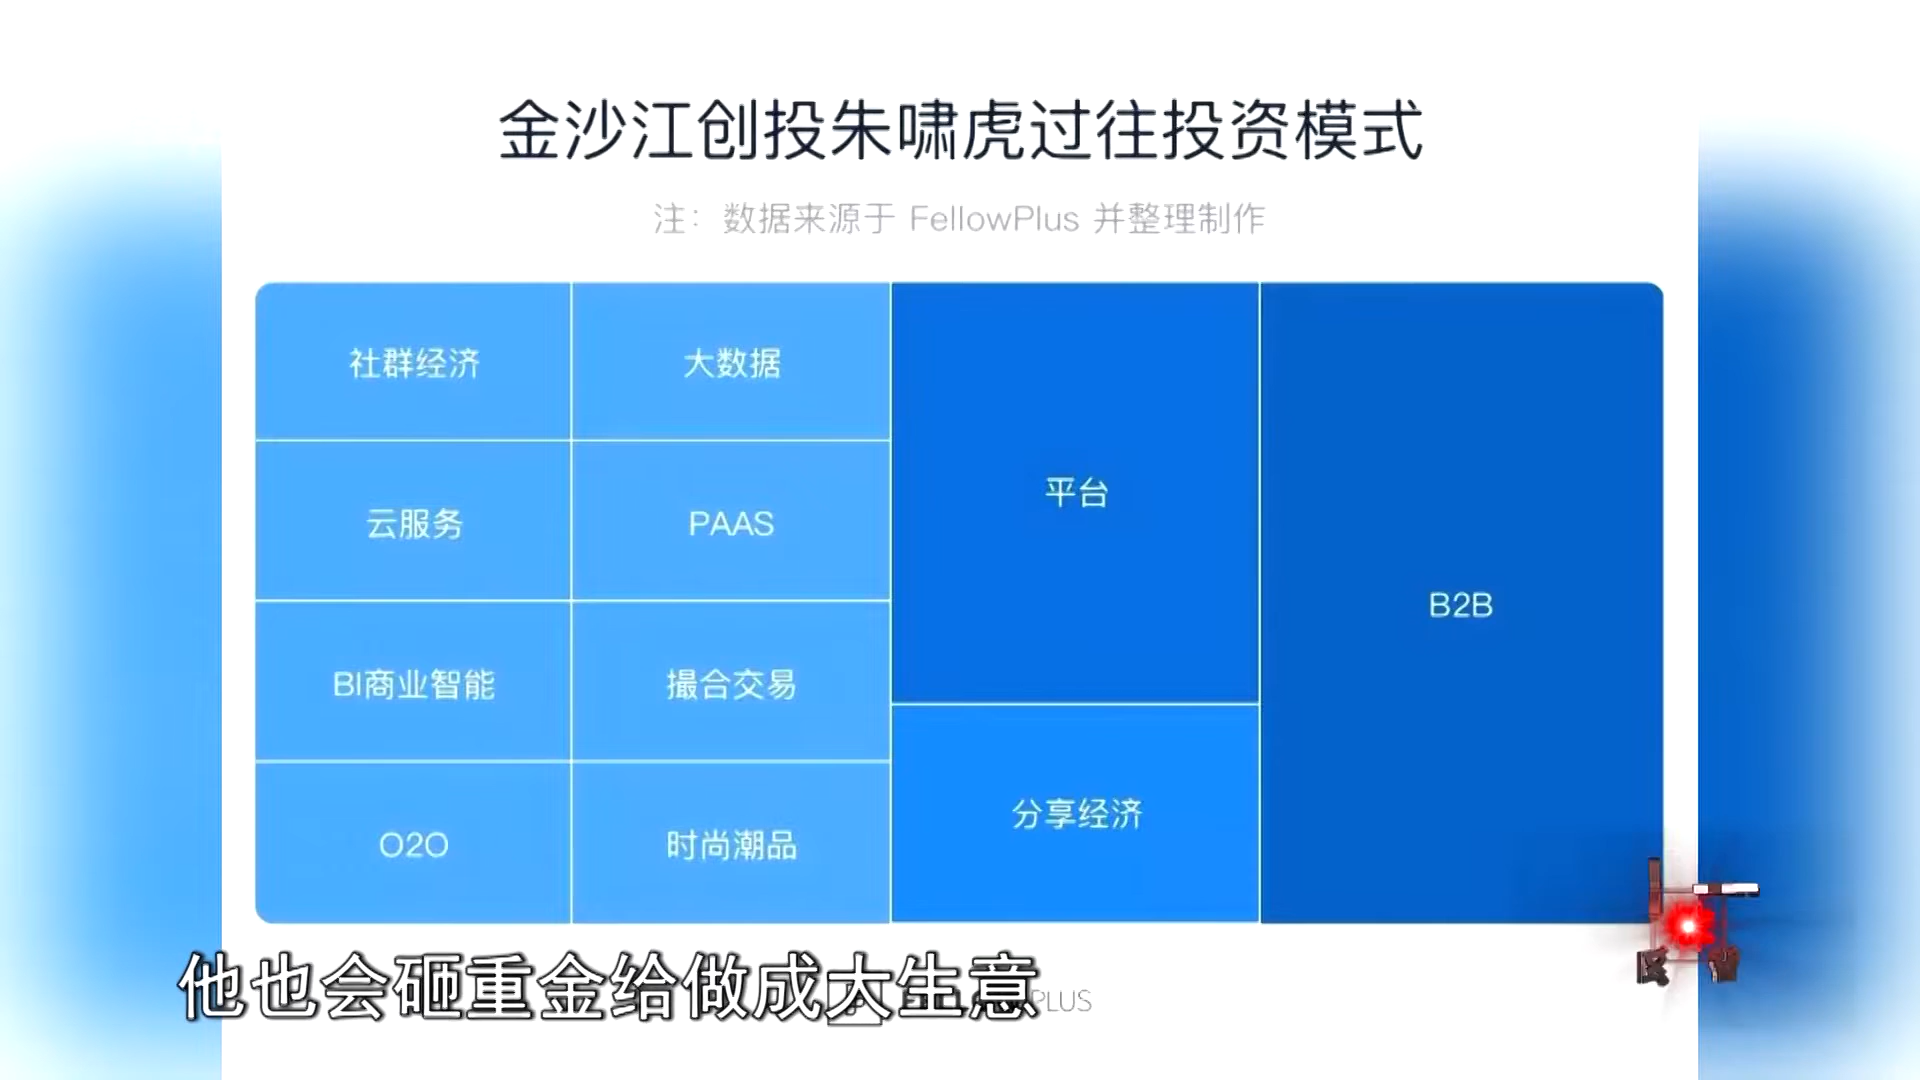 金沙江创投朱啸虎过往投资模式
注：数据来源于 FellowPlus 并整理制作
社群经济
大数据
平台
B2B
云服务
PAAS
BI商业智能
撮合交易
分享经济
O2O
时尚潮品
他也会砸重金给做成大生意
PLUS